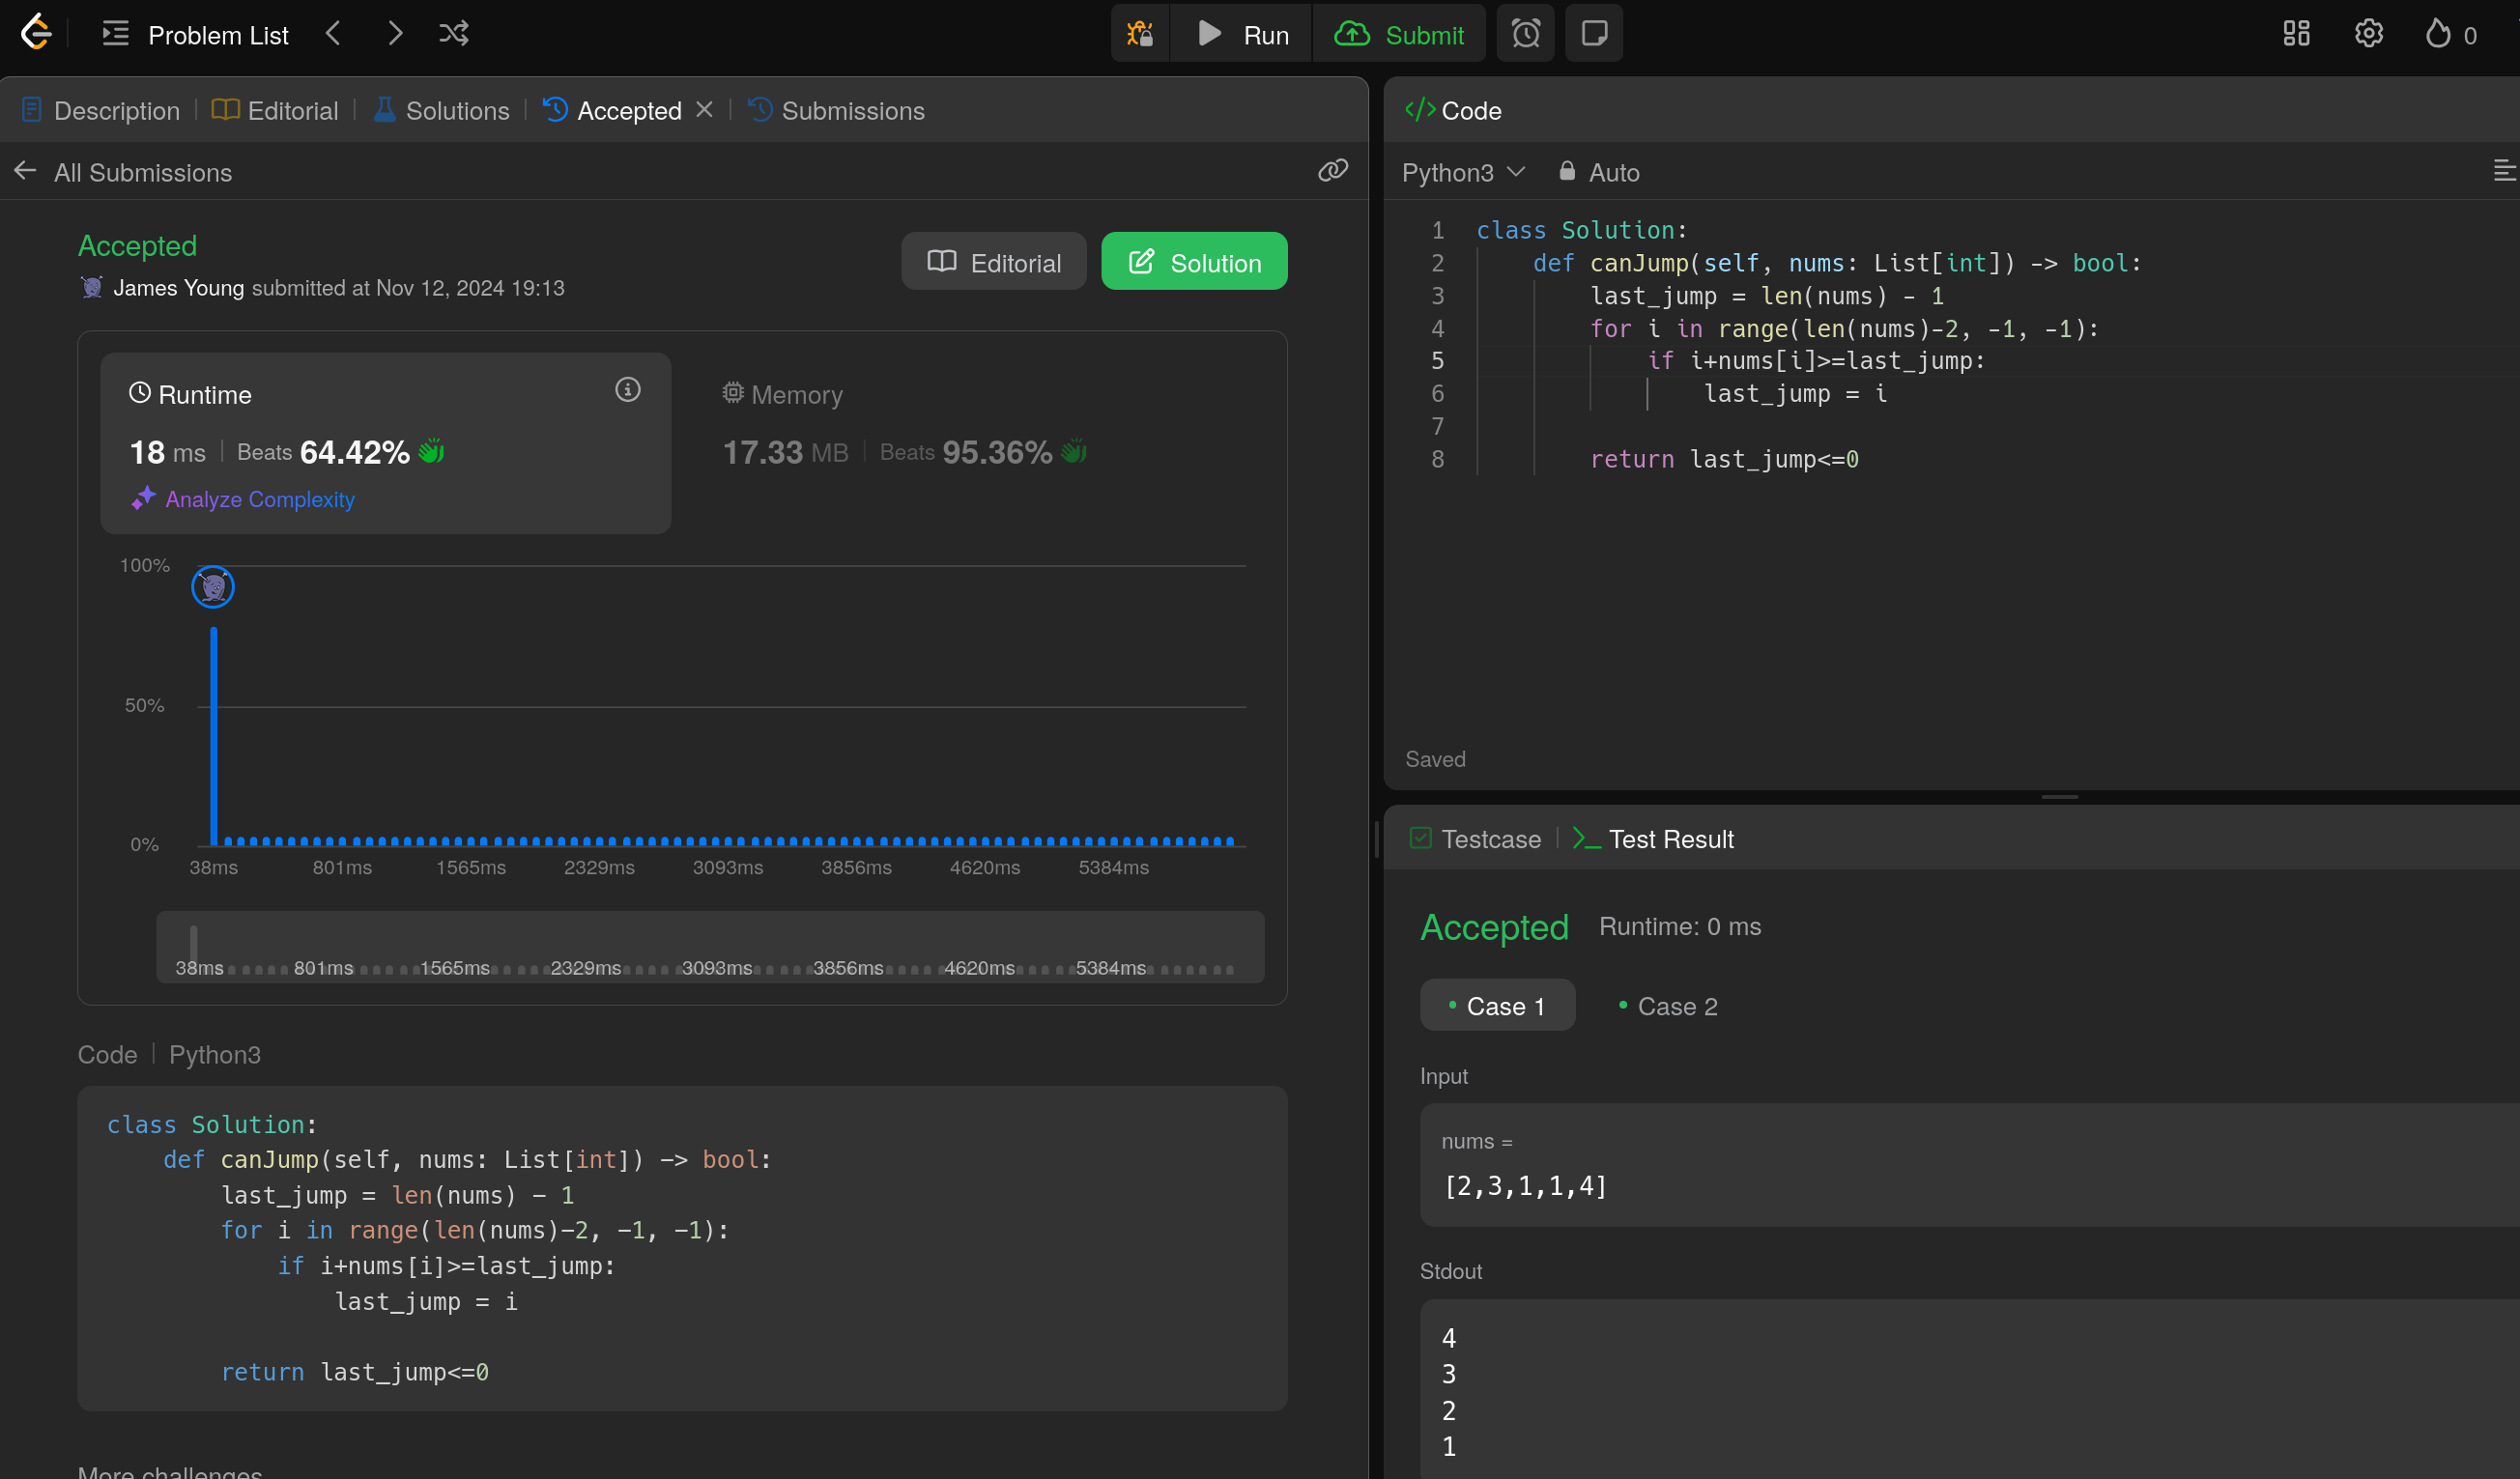 Problem List
Run
Submit
0
Description
Editorial
Solutions
Accepted
Submissions
All Submissions
Accepted
James Young submitted at Nov 12, 2024 19:13
Editorial
Solution
Runtime
18 ms
Beats 64.42%
Analyze Complexity
Memory
17.33 MB
Beats 95.36%
100%
50%
0%
38ms 801ms 1565ms 2329ms 3093ms 3856ms 4620ms 5384ms
38ms 801ms 1565ms 2329ms 3093ms 3856ms 4620ms 5384ms
Code
Python3
class Solution:
    def canJump(self, nums: List[int]) -> bool:
        last_jump = len(nums) - 1
        for i in range(len(nums)-2, -1, -1):
            if i+nums[i]>=last_jump:
                last_jump = i
        return last_jump<=0
More challenges
</> Code
Python3
Auto
1 class Solution:
2     def canJump(self, nums: List[int]) -> bool:
3         last_jump = len(nums) - 1
4         for i in range(len(nums)-2, -1, -1):
5             if i+nums[i]>=last_jump:
6                 last_jump = i
7
8         return last_jump<=0
Saved
Testcase
Test Result
Accepted
Runtime: 0 ms
Case 1
Case 2
Input
nums =
[2,3,1,1,4]
Stdout
4
3
2
1